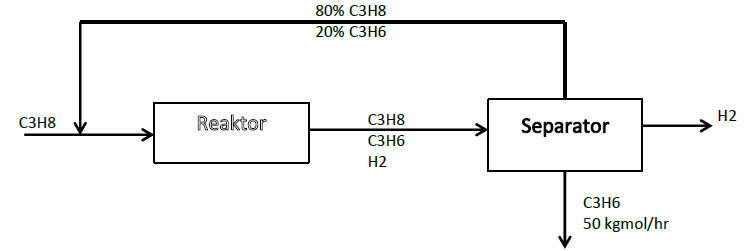 80% C3H8
20% C3H6
C3H8
Reaktor
C3H8
C3H6
H2
Separator
H2
C3H6
50 kgmol/hr